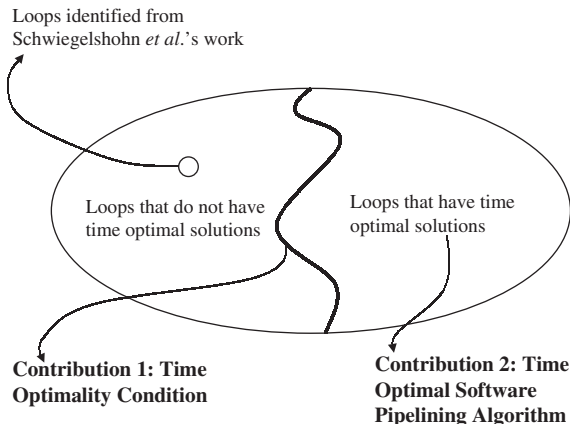 Loops identified from
Schwiegelshohn et al.'s work
Loops that do not have
time optimal solutions
Loops that have time
optimal solutions
Contribution 1: Time
Optimality Condition
Contribution 2: Time
Optimal Software
Pipelining Algorithm